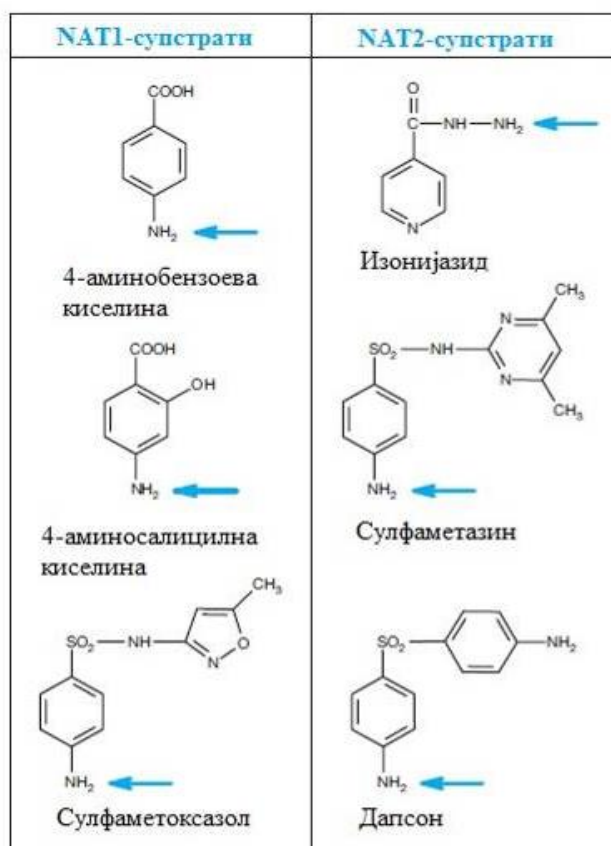 NAT1-супстрати
COOH
NH2
4-аминобензоева
киселина
COOH
OH
NH2
4-аминосалицилна
киселина
CH3
SO2
NH
N
O
NH2
Сулфаметоксазол
NAT2-супстрати
O
C
NH
NH2
N
Изонијазид
CH3
N
SO2
NH
N
CH3
NH2
Сулфаметазин
SO2
NH2
NH2
Дапсон